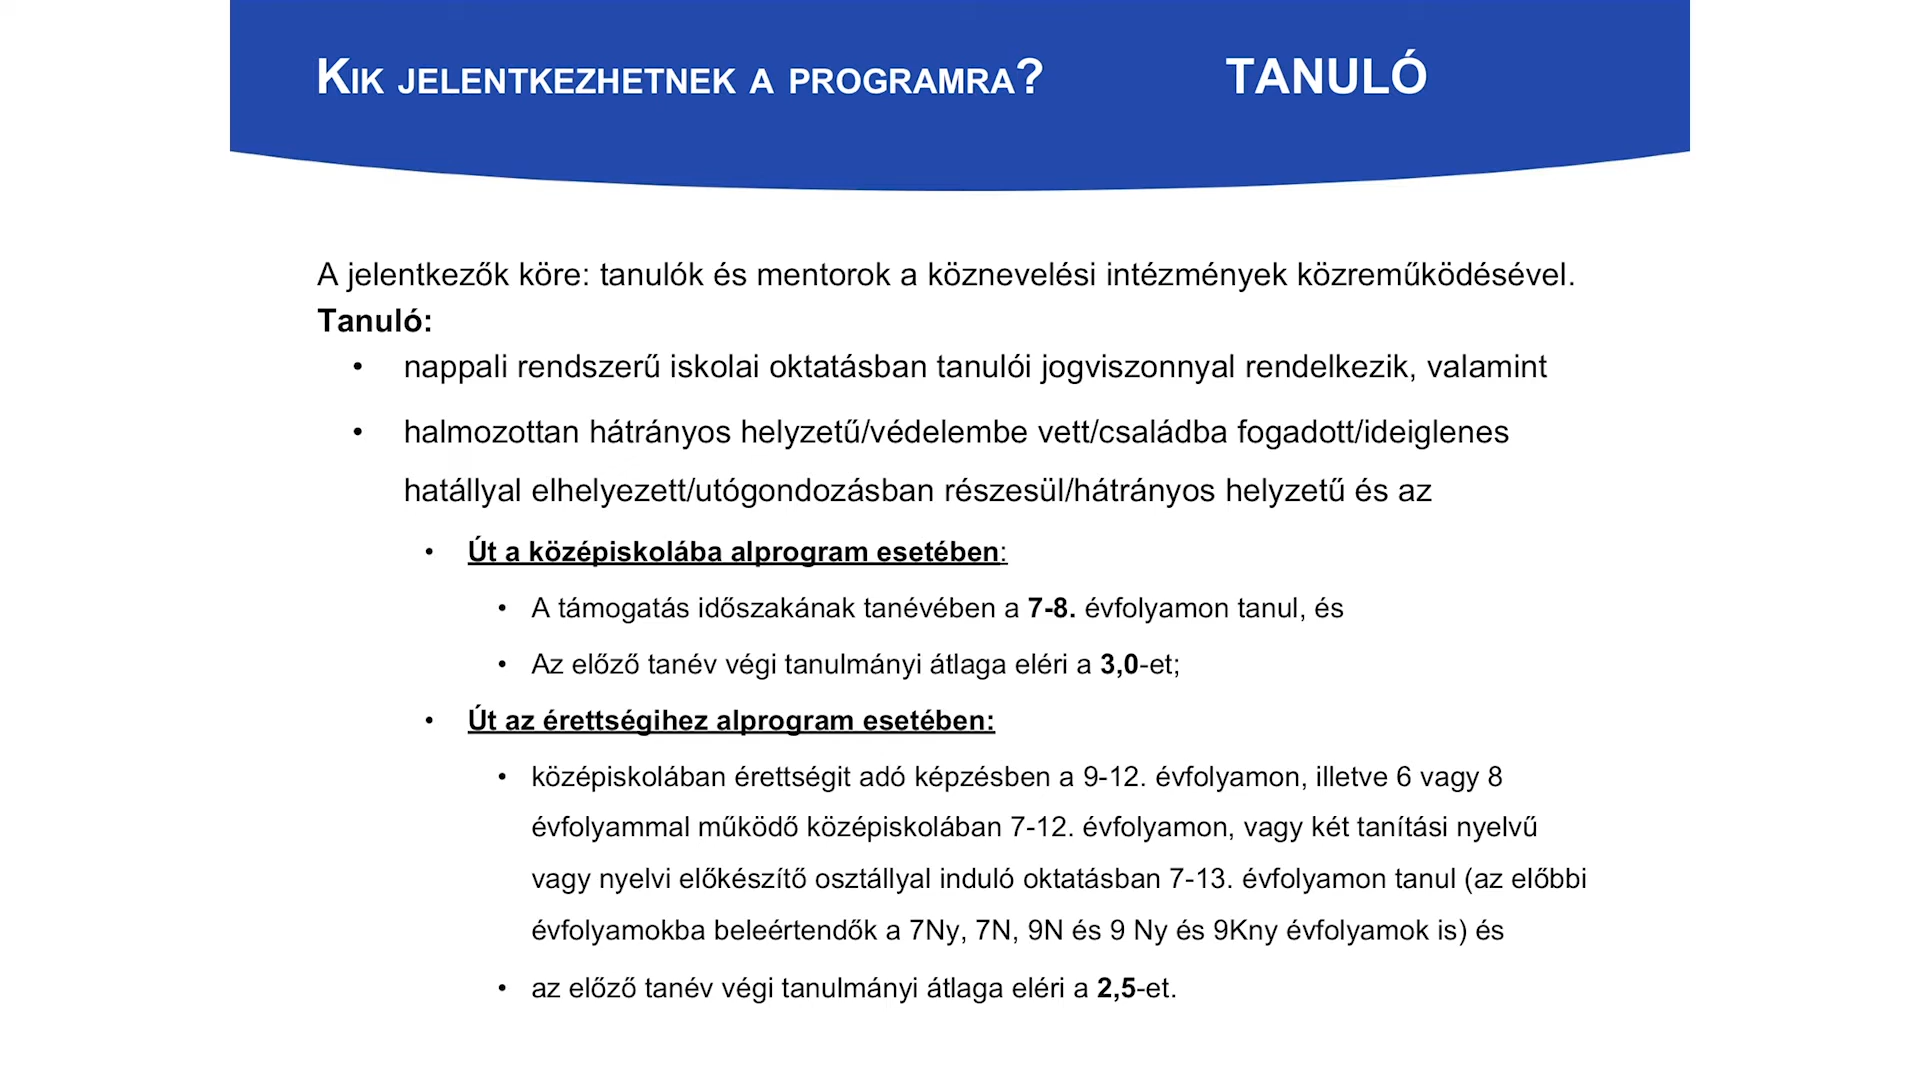 KIK JELENTKEZHETNEK A PROGRAMRA? TANULÓ
A jelentkezők köre: tanulók és mentorok a köznevelési intézmények közreműködésével.
Tanuló:
• nappali rendszerű iskolai oktatásban tanulói jogviszonnyal rendelkezik, valamint
• halmozottan hátrányos helyzetű/védelembe vett/családba fogadott/ideiglenes
hatállyal elhelyezett/utógondozásban részesül/hátrányos helyzetű és az
• Út a középiskolába alprogram esetében:
• A támogatás időszakának tanévében a 7-8. évfolyamon tanul, és
• Az előző tanév végi tanulmányi átlaga eléri a 3,0-et;
• Út az érettségihez alprogram esetében:
• középiskolában érettségit adó képzésben a 9-12. évfolyamon, illetve 6 vagy 8
évfolyammal működő középiskolában 7-12. évfolyamon, vagy két tanítási nyelvű
vagy nyelvi előkészítő osztállyal induló oktatásban 7-13. évfolyamon tanul (az előbbi
évfolyamokba beleértendők a 7Ny, 7N, 9N és 9 Ny és 9Kny évfolyamok is) és
• az előző tanév végi tanulmányi átlaga eléri a 2,5-et.